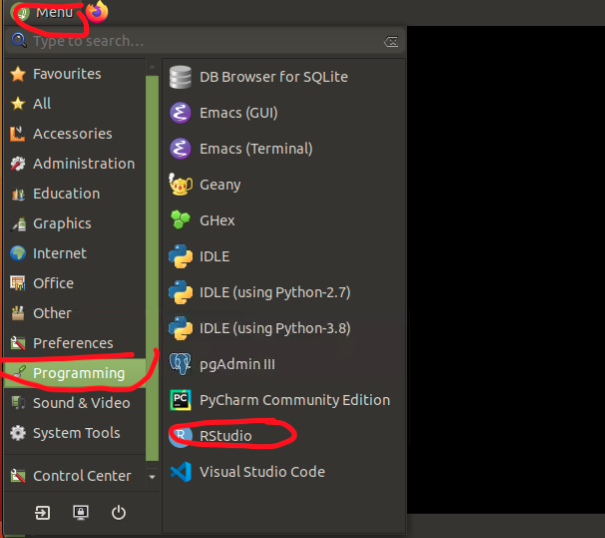 Menu
Type to search...
Favourites
All
Accessories
Administration
Education
Graphics
Internet
Office
Other
Preferences
Programming
Sound & Video
System Tools
Control Center
DB Browser for SQLite
Emacs (GUI)
Emacs (Terminal)
Geany
GHex
IDLE
IDLE (using Python-2.7)
IDLE (using Python-3.8)
pgAdmin III
PC PyCharm Community Edition
R RStudio
Visual Studio Code